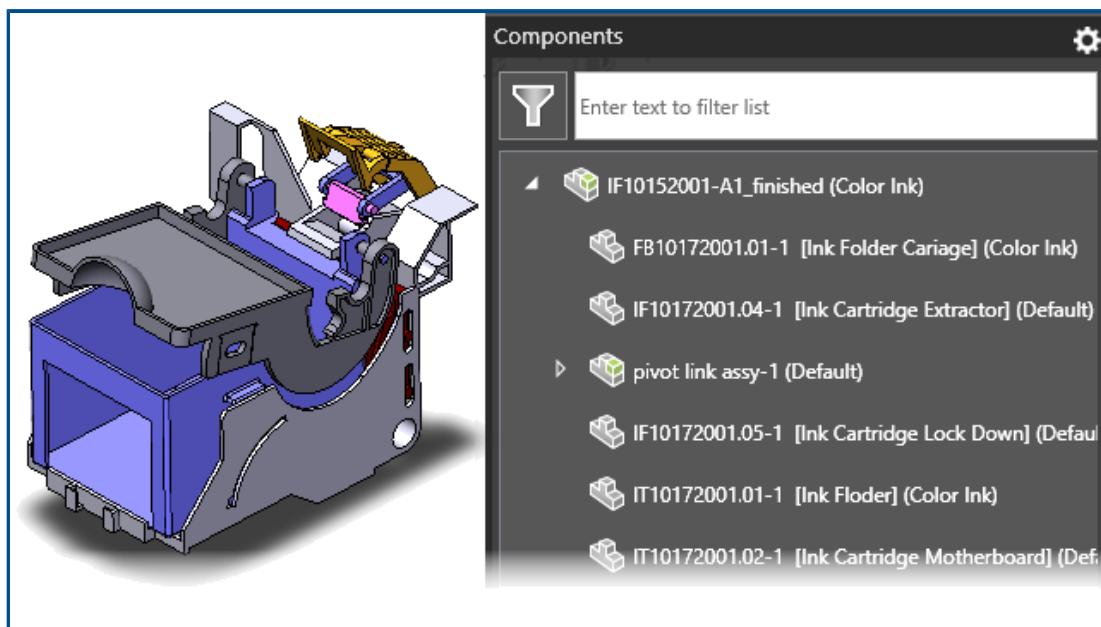 Components
Enter text to filter list
IF10152001-A1_finished (Color Ink)
FB10172001.01-1 [Ink Folder Cariage] (Color Ink)
IF10172001.04-1 [Ink Cartridge Extractor] (Default)
pivot link assy-1 (Default)
IF10172001.05-1 [Ink Cartridge Lock Down] (Defaul
IT10172001.01-1 [Ink Floder] (Color Ink)
IT10172001.02-1 [Ink Cartridge Motherboard] (Def